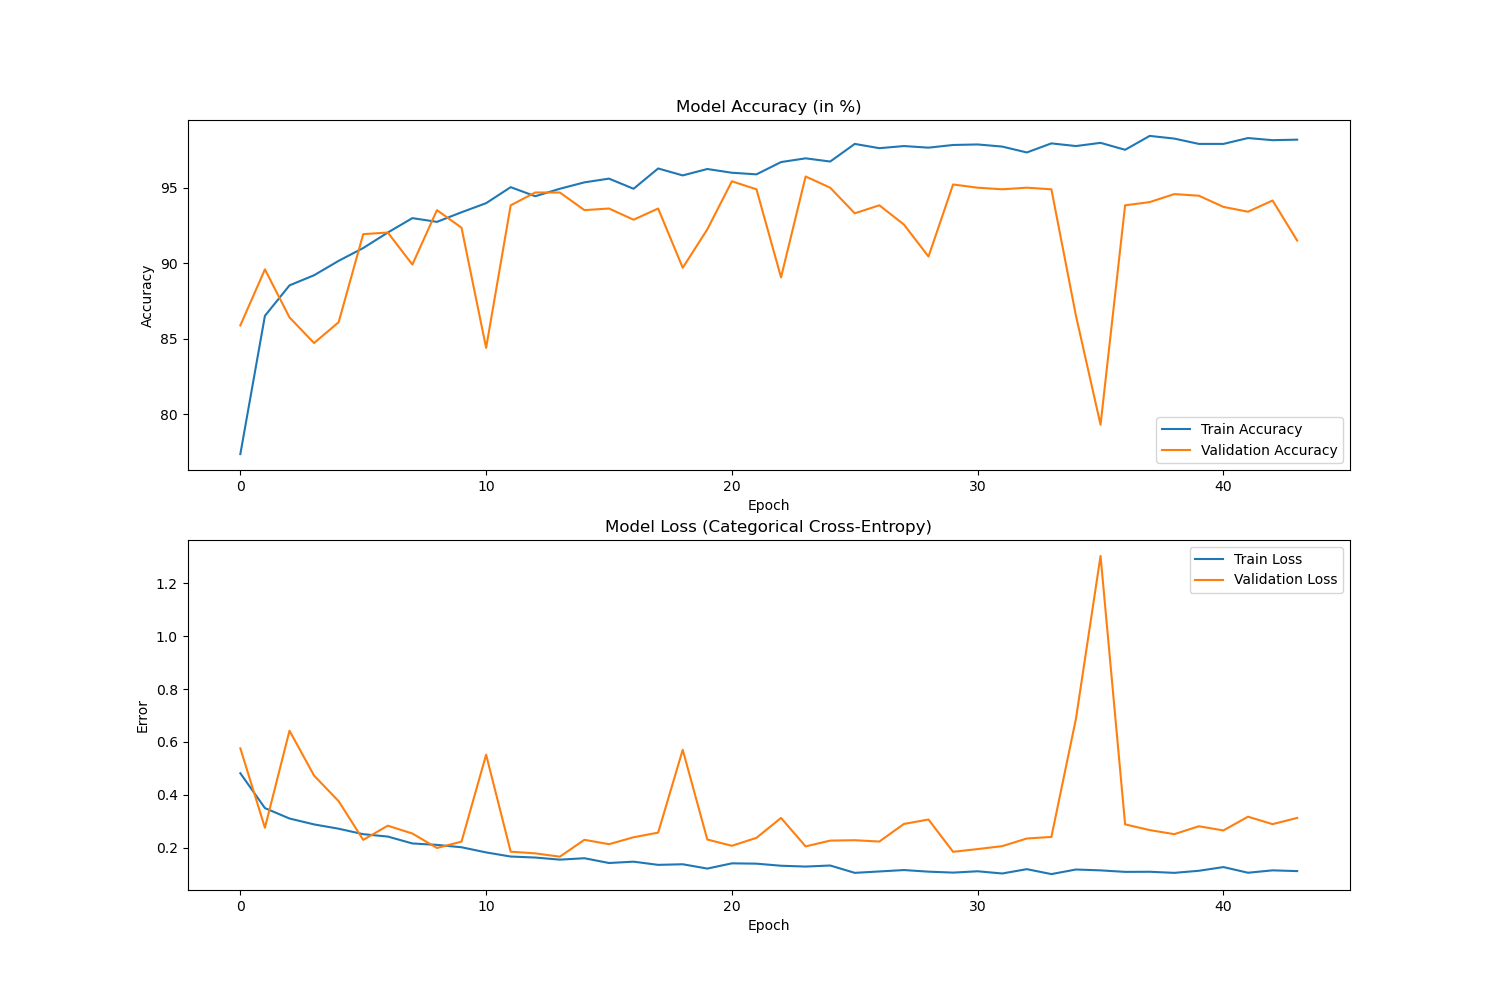 Model Accuracy (in %)
Accuracy
95
90
85
80
Train Accuracy
Validation Accuracy
0 10 20 30 40
Epoch
Model Loss (Categorical Cross-Entropy)
Error
1.2
1.0
0.8
0.6
0.4
0.2
Train Loss
Validation Loss
0 10 20 30 40
Epoch